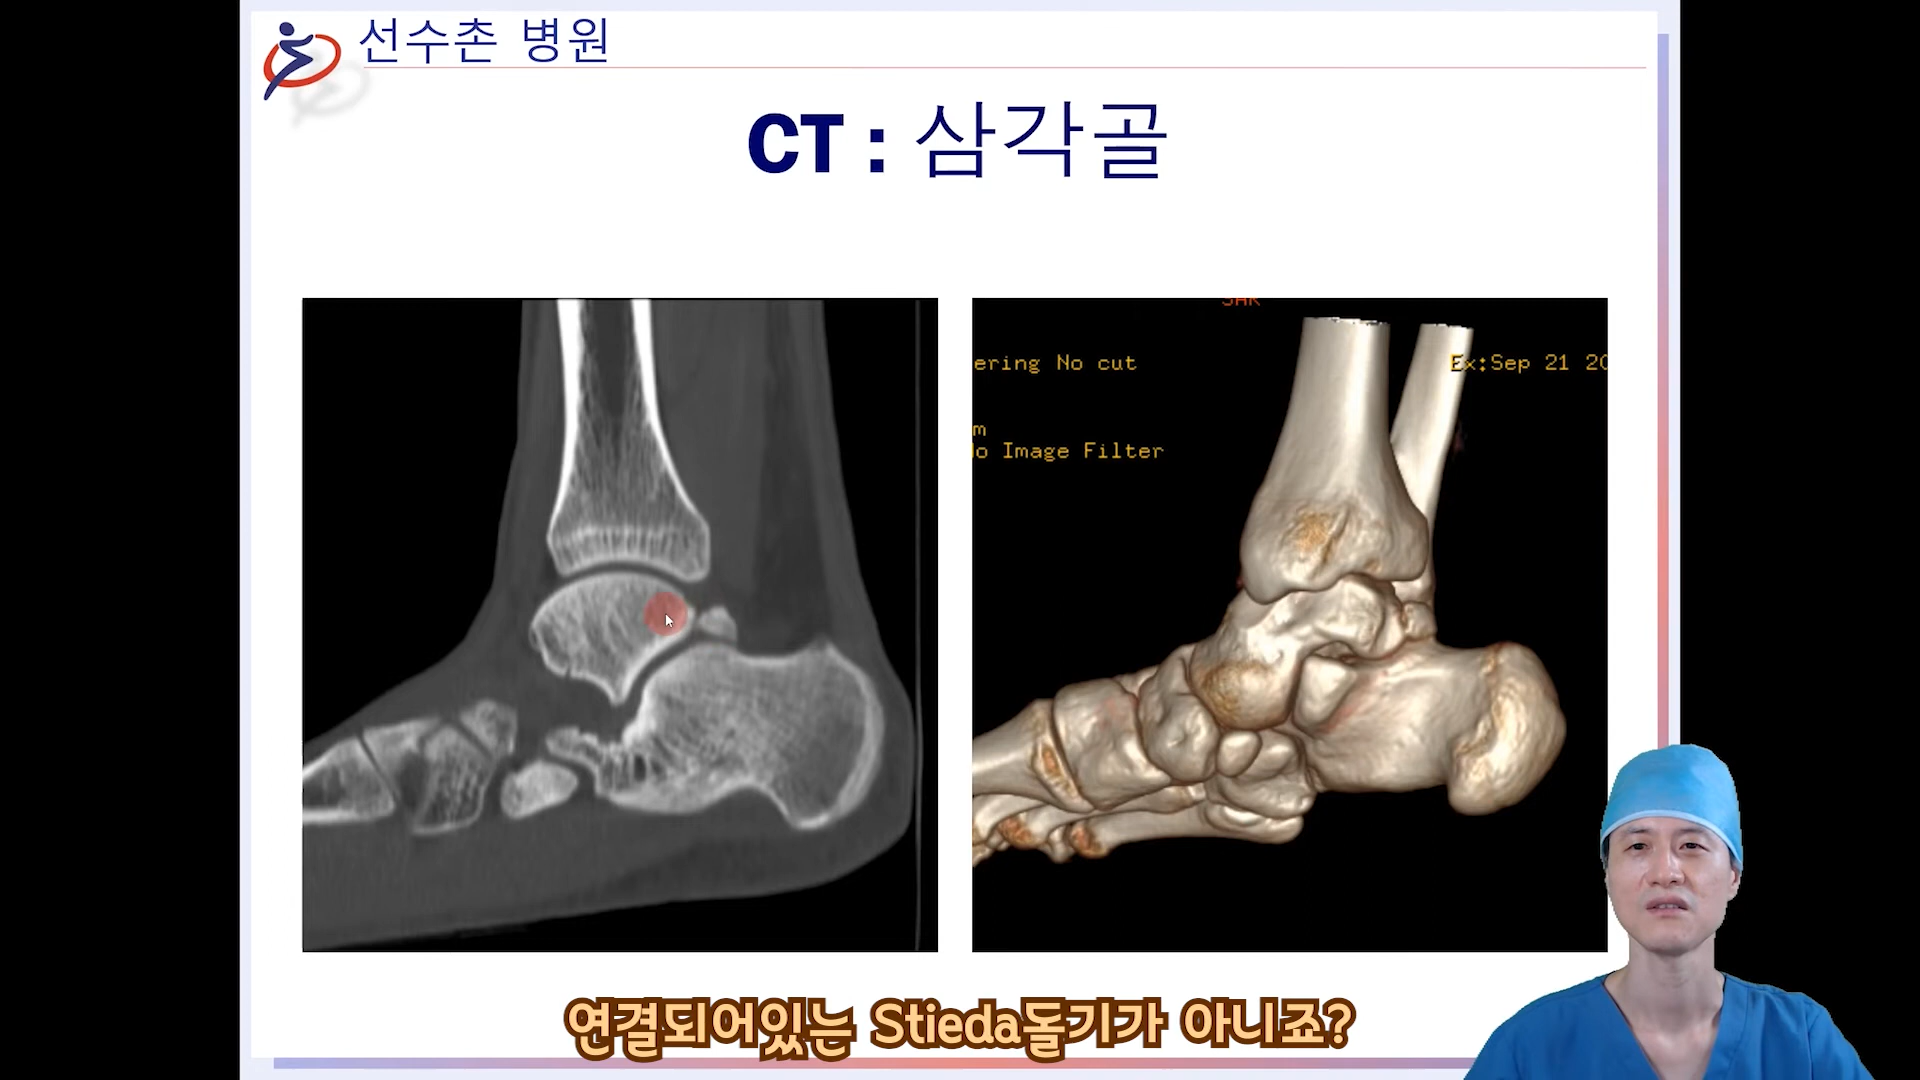 선수촌 병원
CT : 삼각골
ering No cut
Ex:Sep 21 20
m
o Image Filter
연결되어있는 Stieda돌기가 아니죠?